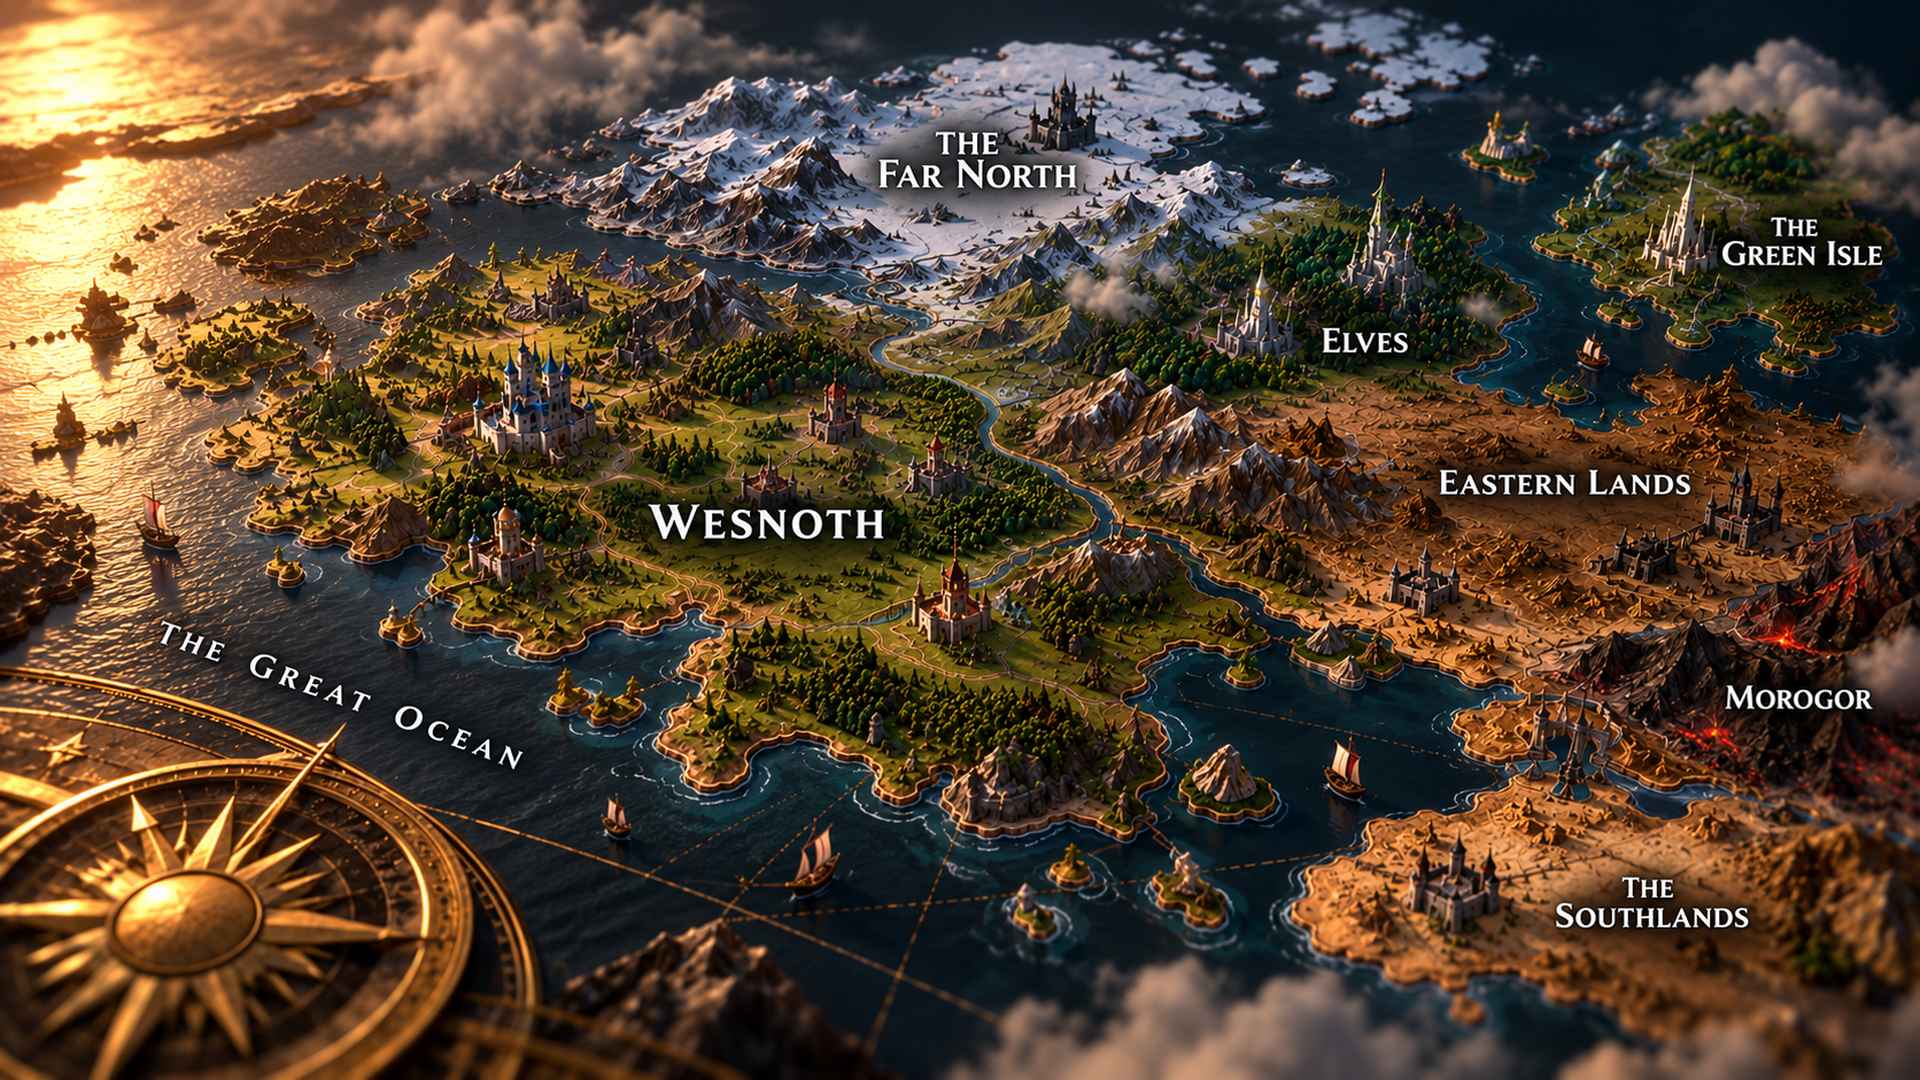 THE
FAR NORTH
THE
GREEN ISLE
ELVES
EASTERN LANDS
WESNOTH
THE GREAT OCEAN
MOROGOR
THE
SOUTHLANDS